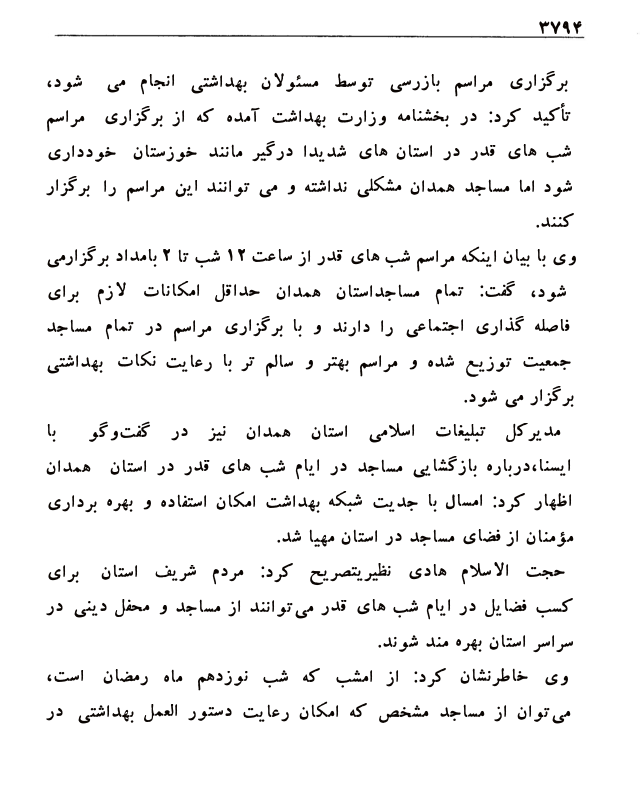 ۳۷۹۴
برگزاری مراسم بازرسی توسط مسئولان بهداشتی انجام می شود،
تأکید کرد: در بخشنامه وزارت بهداشت آمده که از برگزاری مراسم
شب های قدر در استان های شدیدا درگیر مانند خوزستان خودداری
شود اما مساجد همدان مشکلی نداشته و می توانند این مراسم را برگزار
کنند.
وی با بیان اینکه مراسم شب های قدر از ساعت ۱۲ شب تا ۲ بامداد برگزارمی
شود، گفت: تمام مساجداستان همدان حداقل امکانات لازم برای
فاصله گذاری اجتماعی را دارند و با برگزاری مراسم در تمام مساجد
جمعیت توزیع شده و مراسم بهتر و سالم تر با رعایت نکات بهداشتی
برگزار می شود.
مدیرکل تبلیغات اسلامی استان همدان نیز در گفت‌وگو با
ایسنا،درباره بازگشایی مساجد در ایام شب های قدر در استان همدان
اظهار کرد: امسال با جدیت شبکه بهداشت امکان استفاده و بهره برداری
مؤمنان از فضای مساجد در استان مهیا شد.
حجت الاسلام هادی نظیریتصریح کرد: مردم شریف استان برای
کسب فضایل در ایام شب های قدر می‌توانند از مساجد و محفل دینی در
سراسر استان بهره مند شوند.
وی خاطرنشان کرد: از امشب که شب نوزدهم ماه رمضان است،
می‌توان از مساجد مشخص که امکان رعایت دستور العمل بهداشتی در